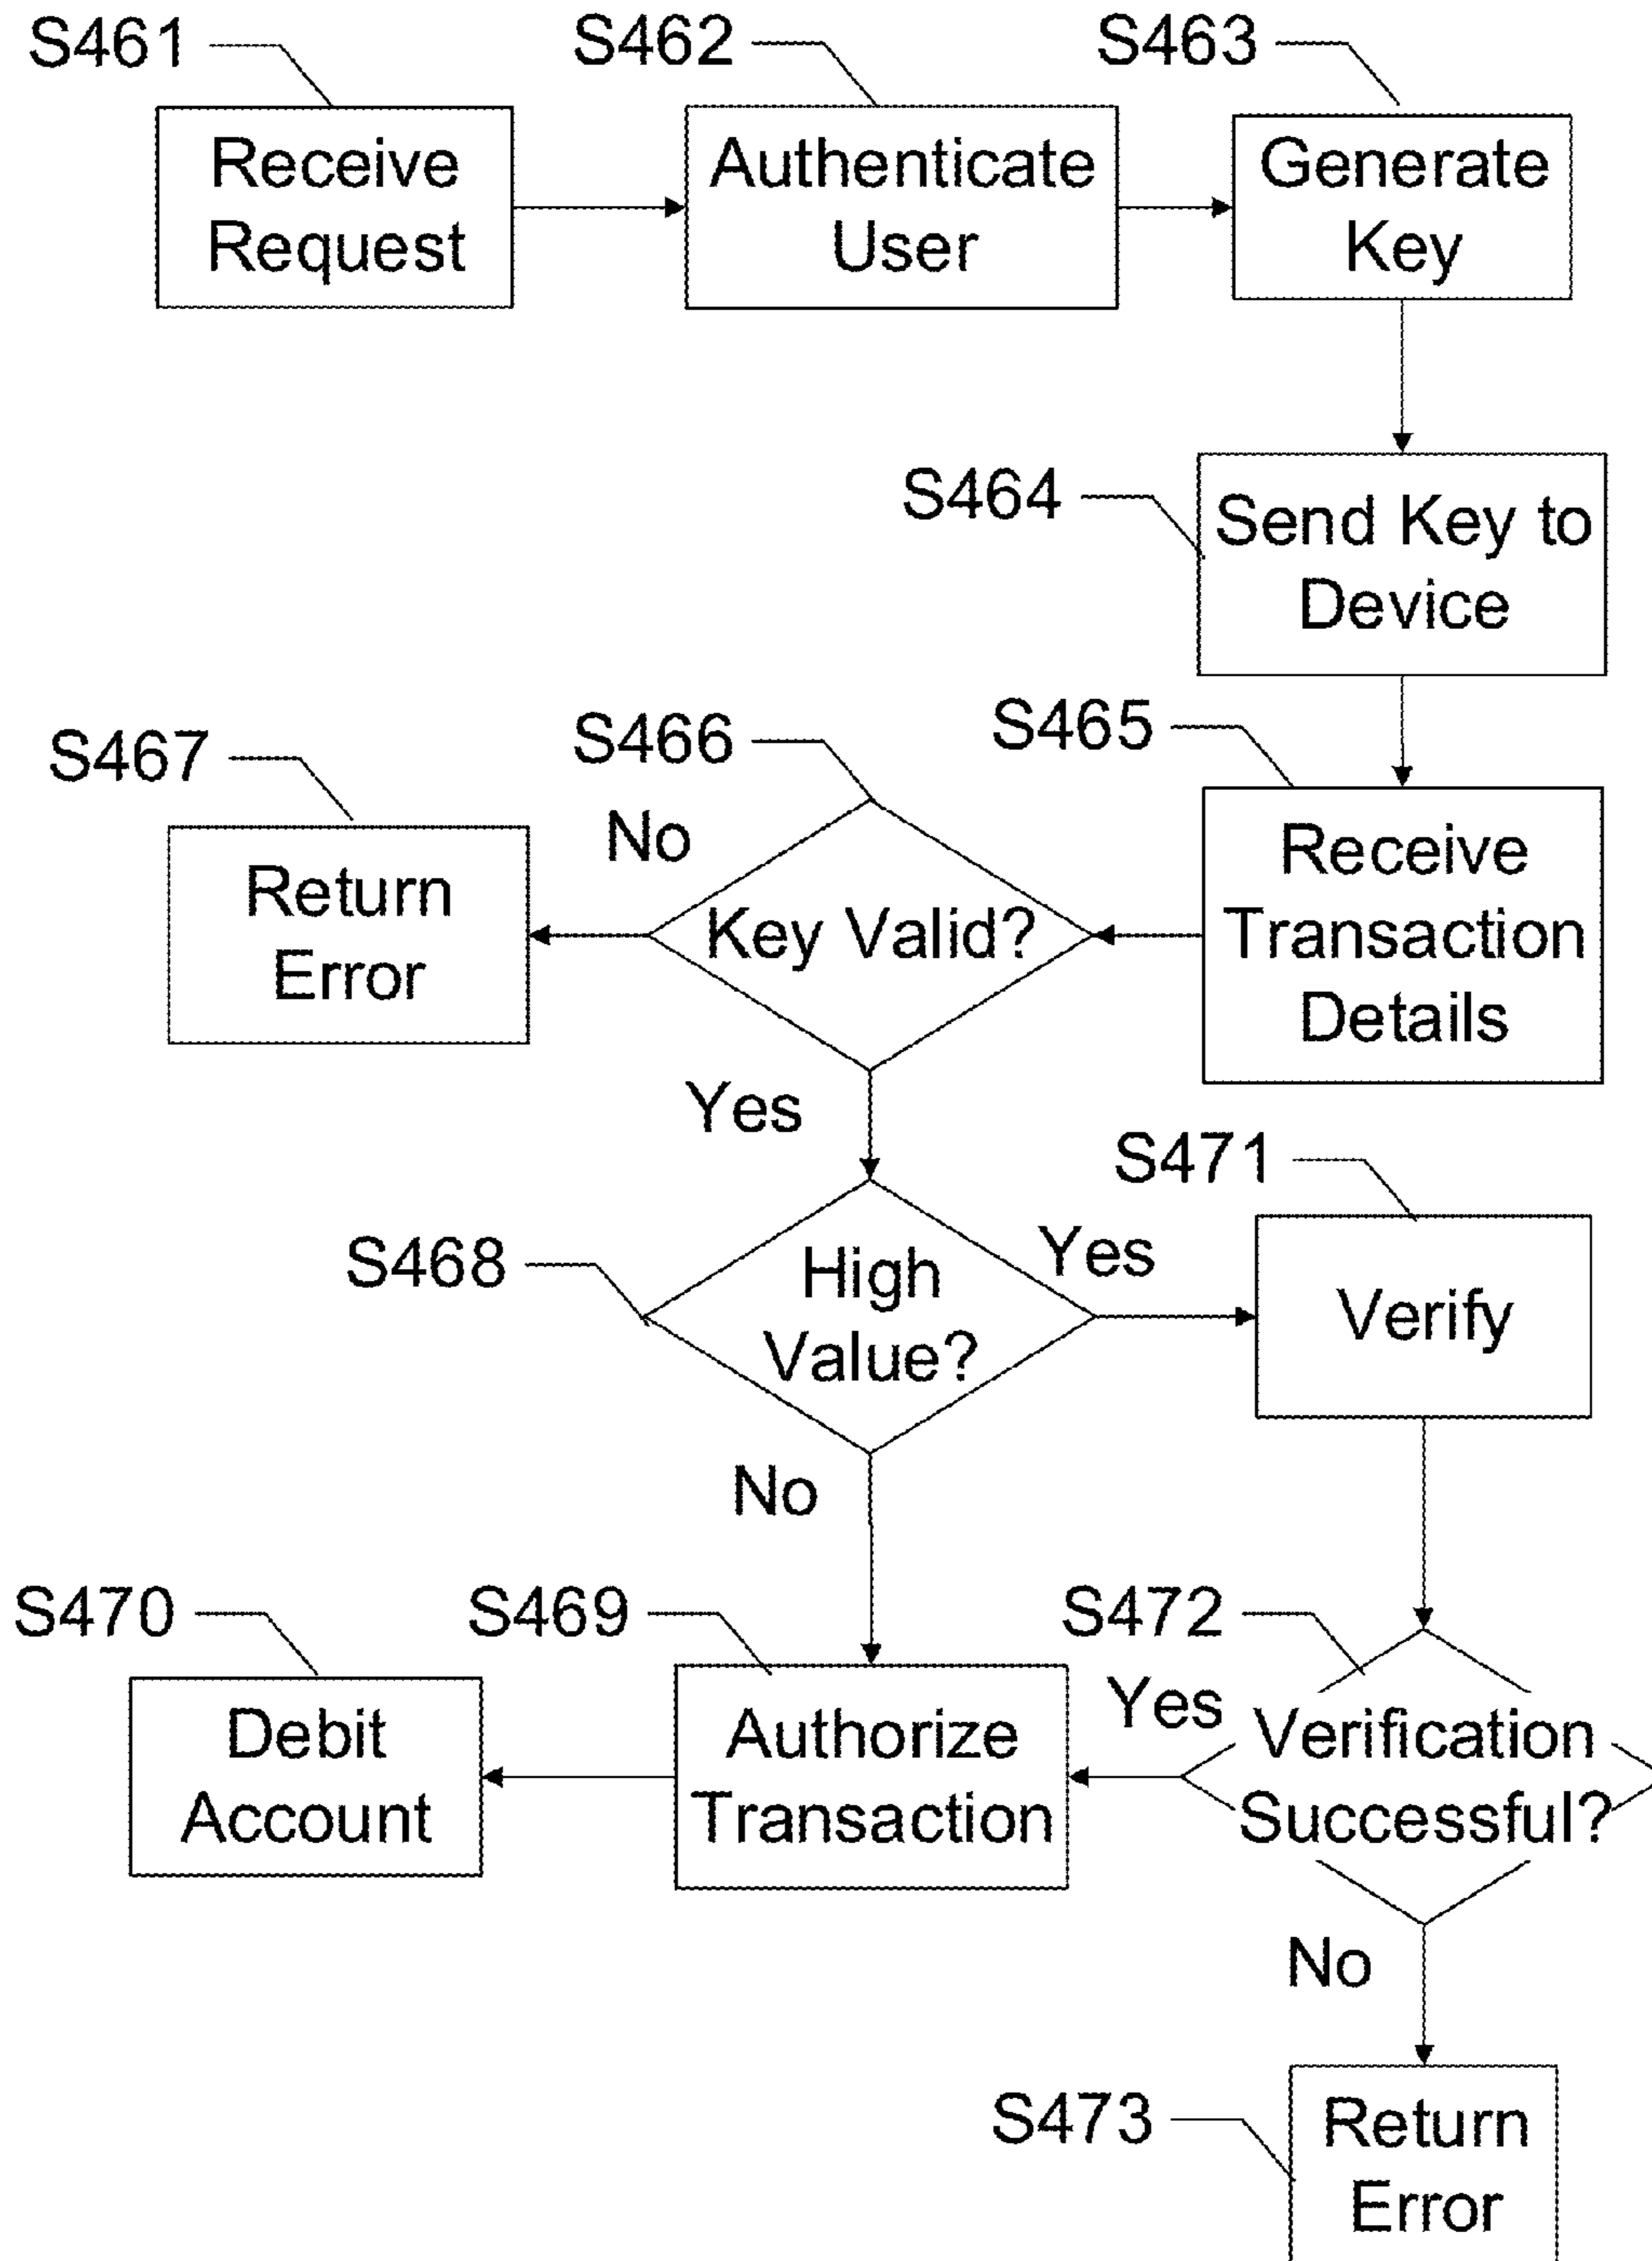 S461
S462
S463
Receive
Request
Authenticate
User
Generate
Key
S464
Send Key to
Device
S467
S466
S465
No
Return
Error
Key Valid?
Receive
Transaction
Details
Yes
S471
S468
High
Value?
Yes
Verify
No
S470
S469
S472
Debit
Account
Authorize
Transaction
Yes
Verification
Successful?
No
S473
Return
Error